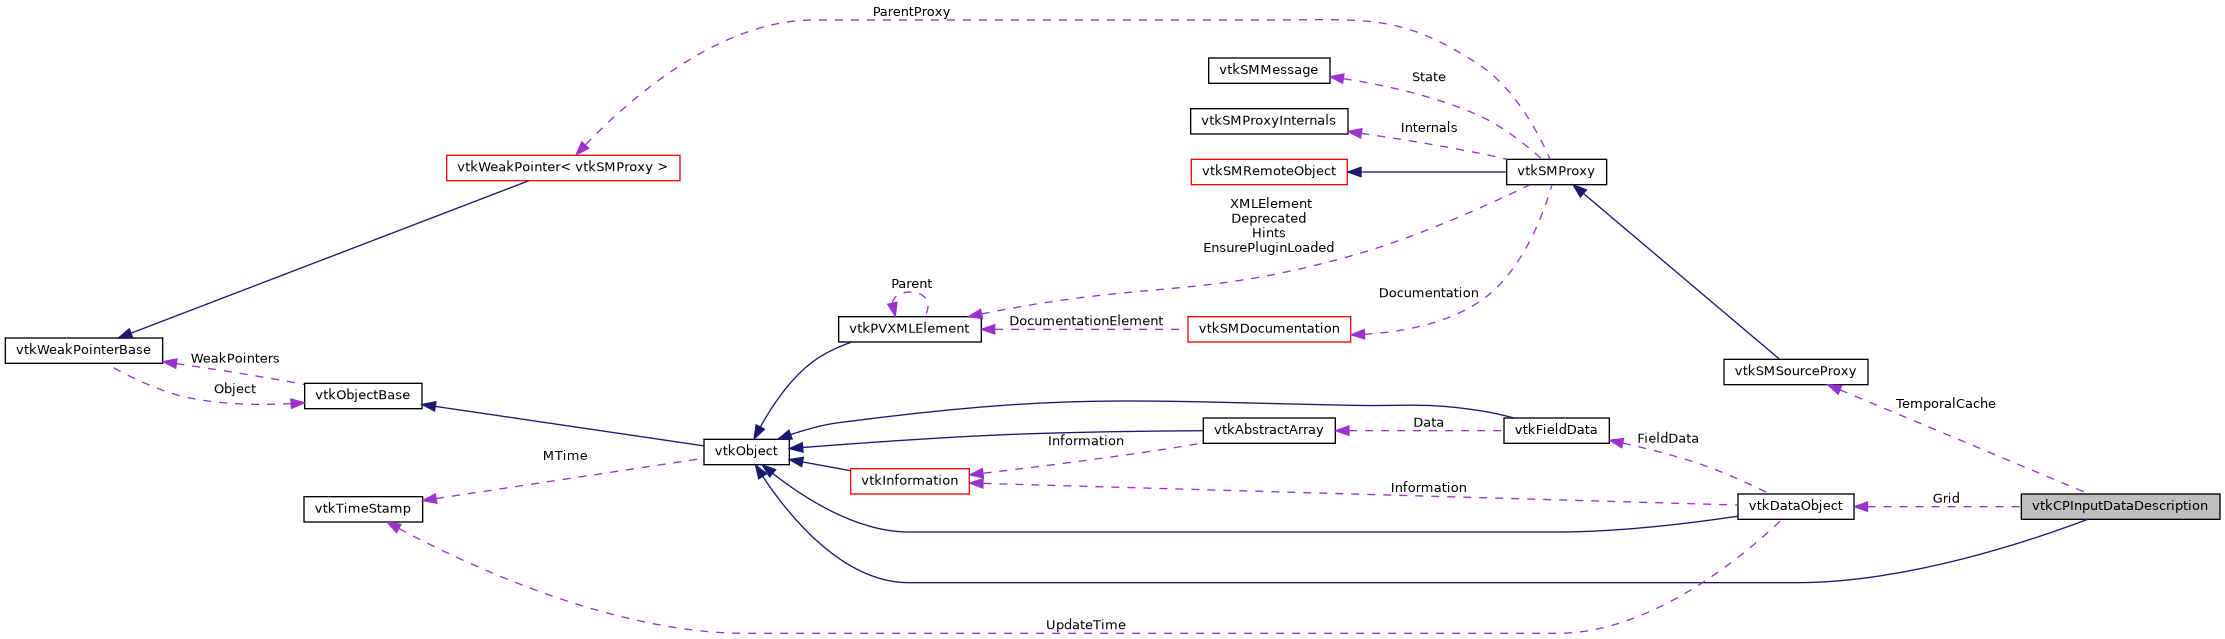 ParentProxy
vtkSMMessage
State
vtkSMProxyInternals
Internals
vtkWeakPointer< vtkSMProxy >
vtkSMRemoteObject
vtkSMProxy
XMLElement
Deprecated
Hints
EnsurePluginLoaded
Parent
Documentation
vtkPVXMLElement
DocumentationElement
vtkSMDocumentation
vtkWeakPointerBase
WeakPointers
Object
vtkObjectBase
vtkSMSourceProxy
TemporalCache
vtkAbstractArray
Data
vtkFieldData
FieldData
Information
vtkObject
MTime
vtkInformation
Information
vtkTimeStamp
vtkDataObject
Grid
vtkCPInputDataDescription
UpdateTime